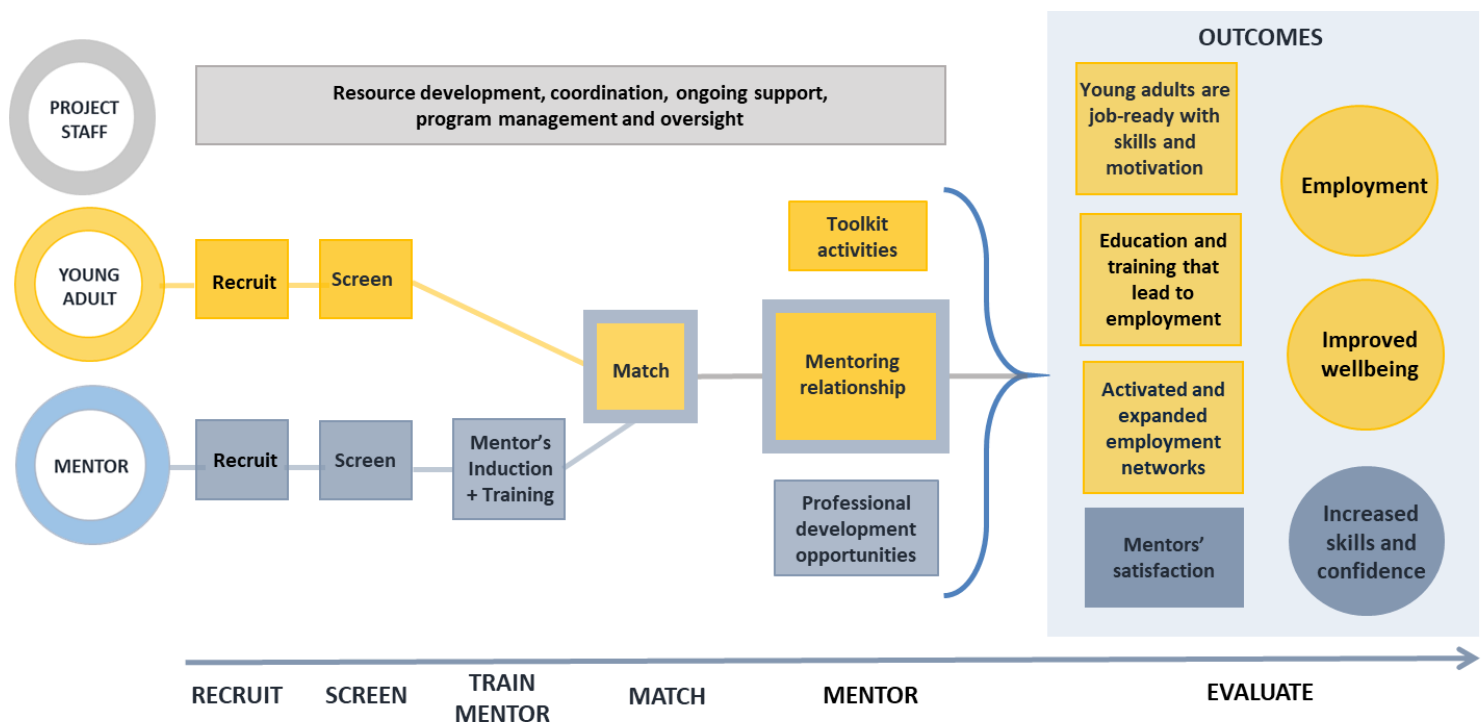 PROJECT
STAFF
Resource development, coordination, ongoing support,
program management and oversight
YOUNG
ADULT
Recruit
Screen
MENTOR
Recruit
Screen
Mentor's
Induction
+ Training
Match
Toolkit
activities
Mentoring
relationship
Professional
development
opportunities
OUTCOMES
Young adults are
job-ready with
skills and
motivation
Education and
training that
lead to
employment
Activated and
expanded
employment
networks
Mentors'
satisfaction
Employment
Improved
wellbeing
Increased
skills and
confidence
RECRUIT
SCREEN
TRAIN
MENTOR
MATCH
MENTOR
EVALUATE